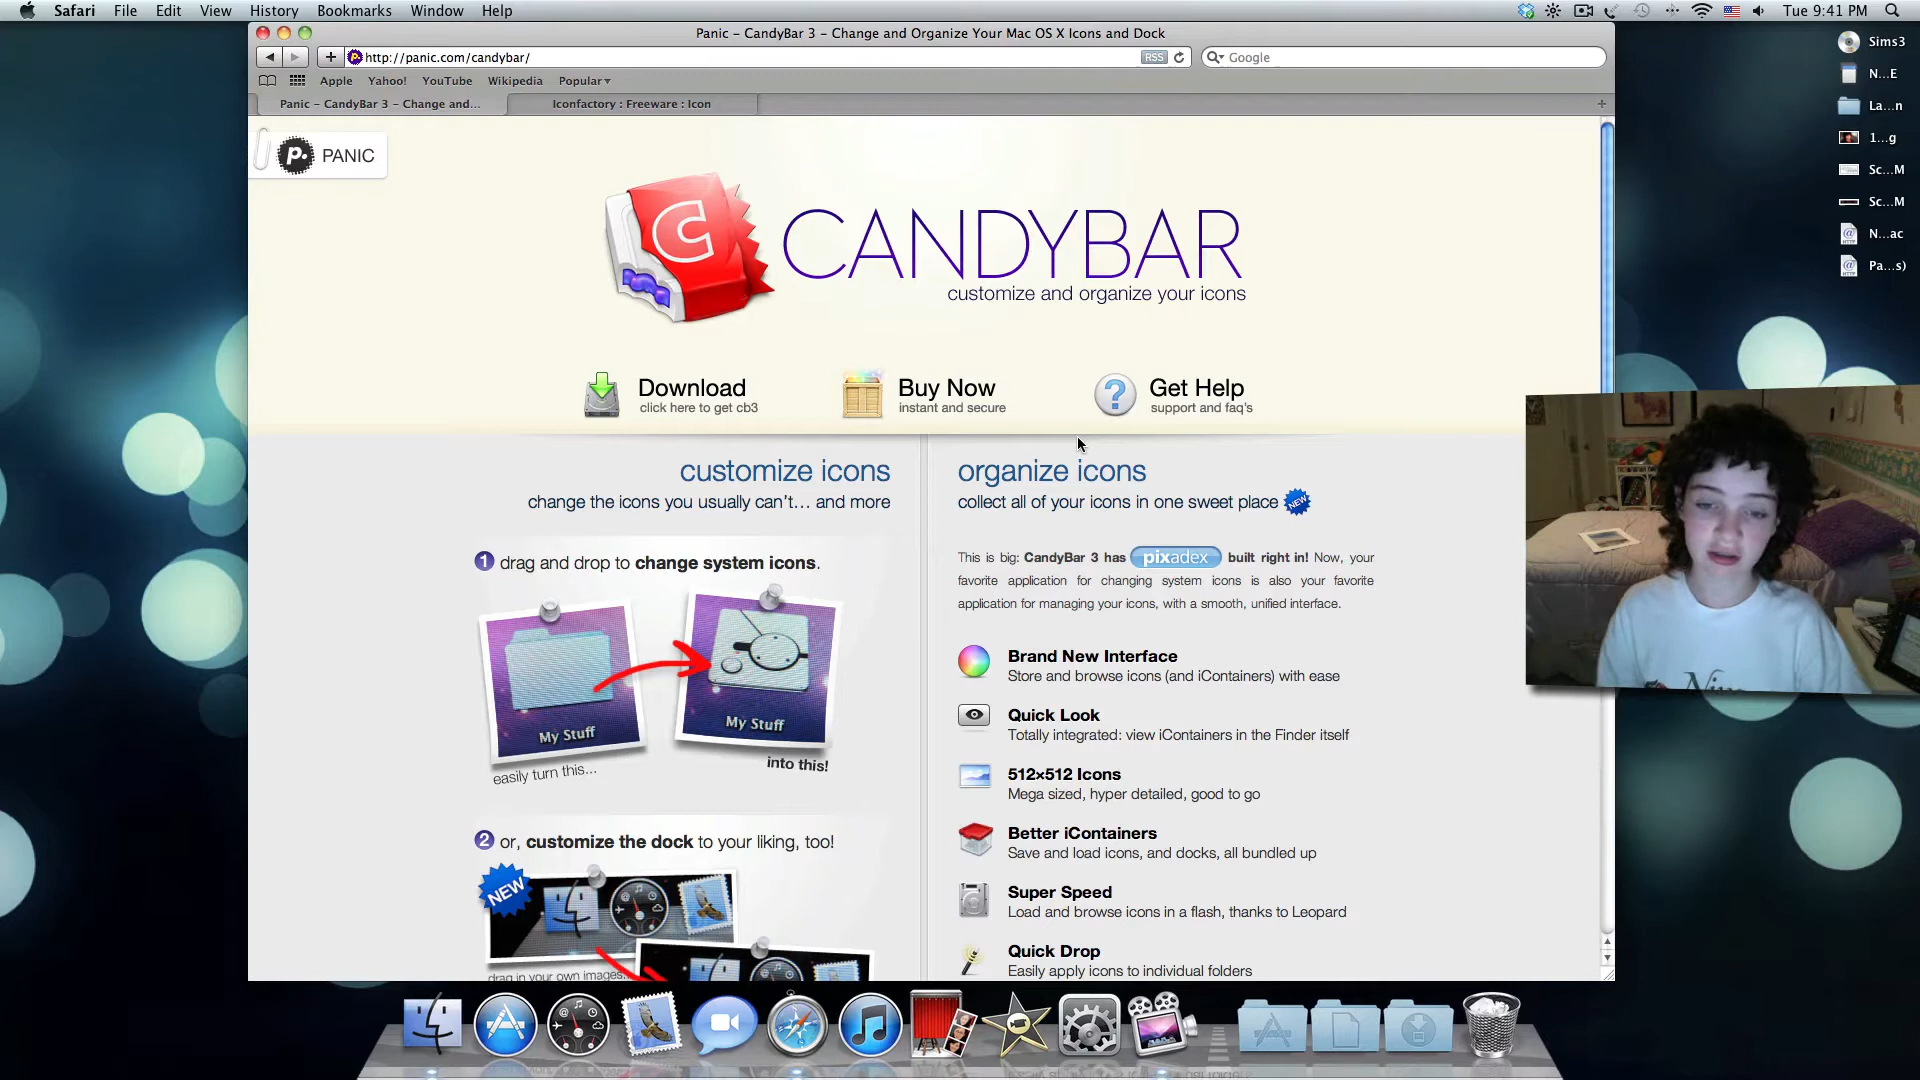 Safari File Edit View History Bookmarks Window Help
Tue 9:41 PM
Panic – CandyBar 3 – Change and Organize Your Mac OS X Icons and Dock
http://panic.com/candybar/
RSS
Google
Apple Yahoo! YouTube Wikipedia Popular
Panic – CandyBar 3 – Change and...
Iconfactory : Freeware : Icon
Sims3
N...E
La...n
1...g
Sc...M
Sc...M
N...ac
Pa...s)
p. PANIC
C
CANDYBAR
customize and organize your icons
Download
click here to get cb3
Buy Now
instant and secure
Get Help
support and faq's
customize icons
change the icons you usually can't... and more
1 drag and drop to change system icons.
My Stuff
My Stuff
easily turn this...
into this!
2 or, customize the dock to your liking, too!
NEW
drag in your own images...
organize icons
collect all of your icons in one sweet place NEW
This is big: CandyBar 3 has pixadex built right in! Now, your
favorite application for changing system icons is also your favorite
application for managing your icons, with a smooth, unified interface.
Brand New Interface
Store and browse icons (and iContainers) with ease
Quick Look
Totally integrated: view iContainers in the Finder itself
512×512 Icons
Mega sized, hyper detailed, good to go
Better iContainers
Save and load icons, and docks, all bundled up
Super Speed
Load and browse icons in a flash, thanks to Leopard
Quick Drop
Easily apply icons to individual folders